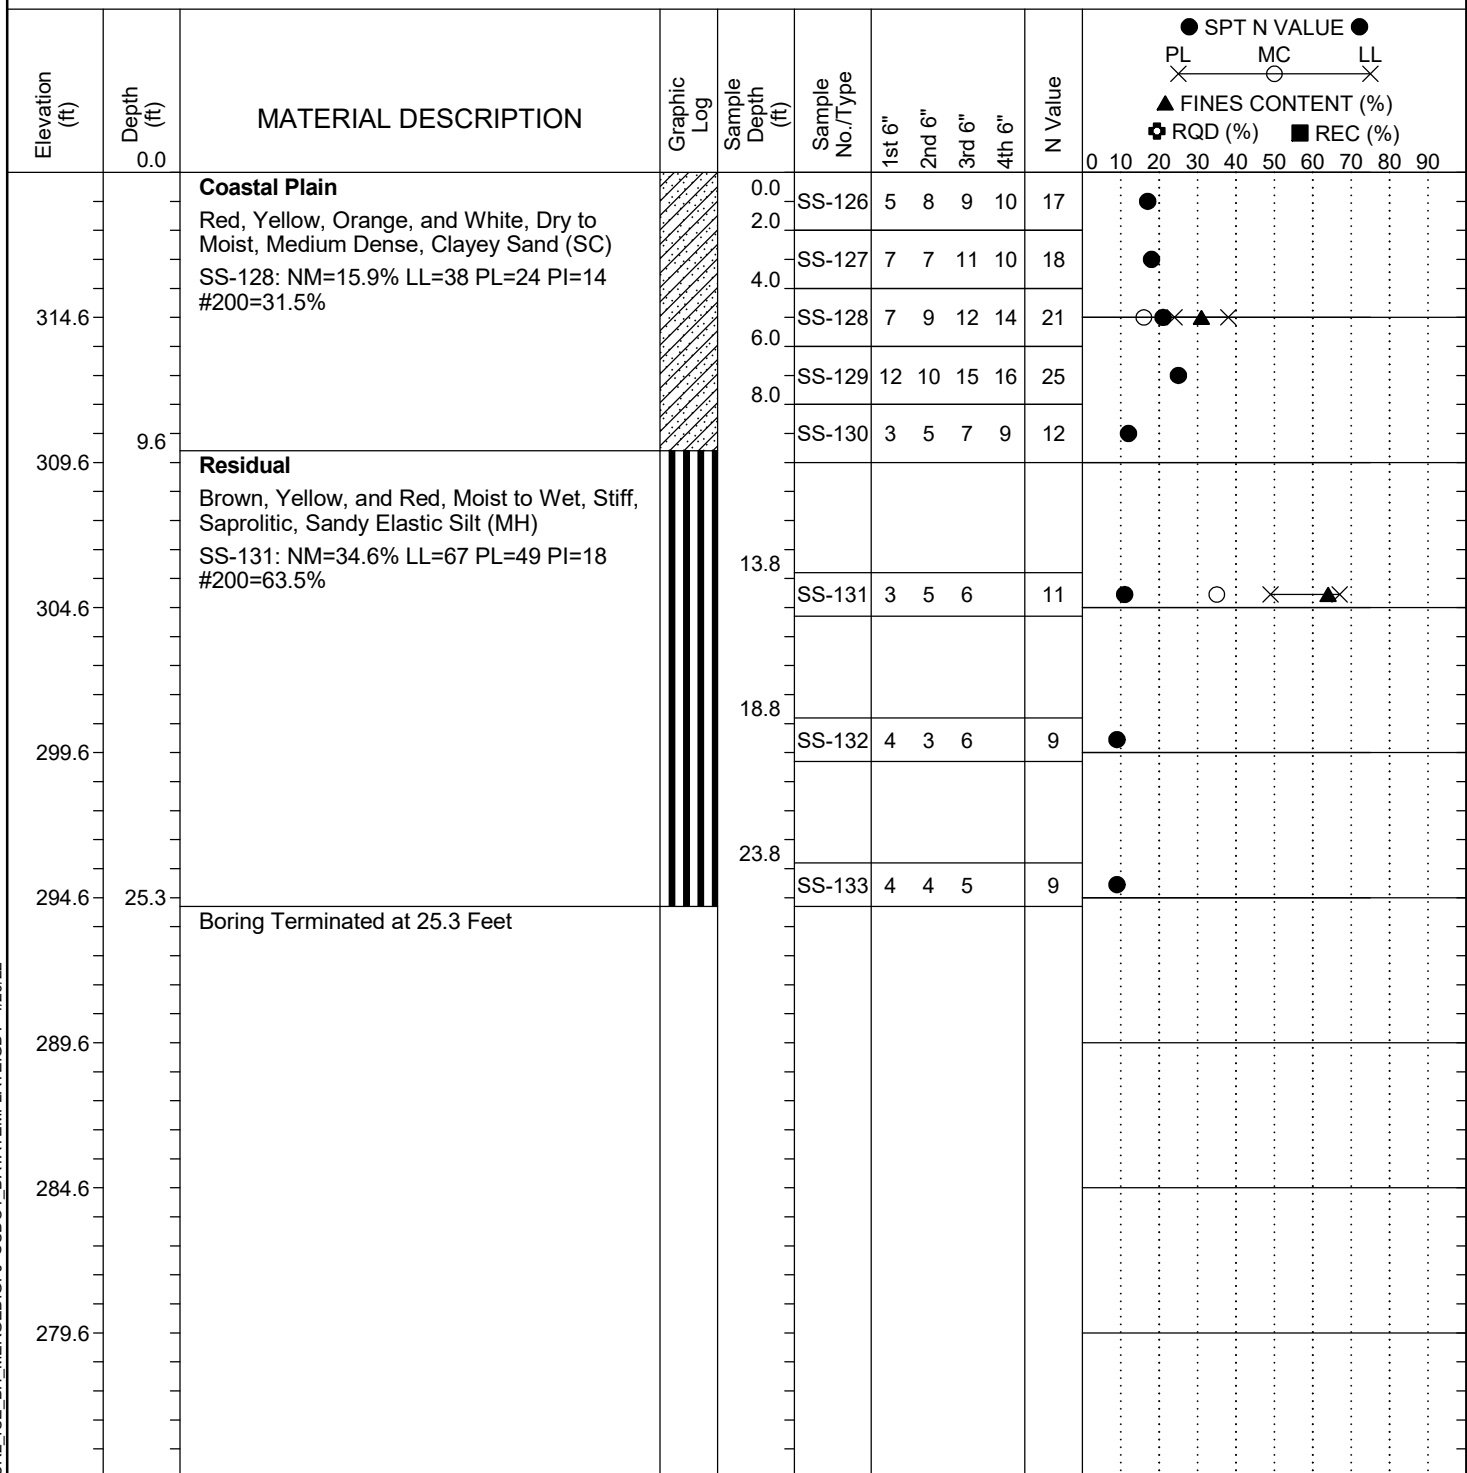 Elevation (ft)
Depth (ft)
0.0
MATERIAL DESCRIPTION
Graphic Log
Sample Depth (ft)
Sample No./Type
1st 6"
2nd 6"
3rd 6"
4th 6"
N Value
SPT N VALUE
PL MC LL
FINES CONTENT (%)
RQD (%) REC (%)
0 10 20 30 40 50 60 70 80 90
Coastal Plain
Red, Yellow, Orange, and White, Dry to
Moist, Medium Dense, Clayey Sand (SC)
SS-128: NM=15.9% LL=38 PL=24 PI=14
#200=31.5%
0.0
SS-126 5 8 9 10 17
2.0
SS-127 7 7 11 10 18
4.0
314.6
SS-128 7 9 12 14 21
6.0
SS-129 12 10 15 16 25
8.0
SS-130 3 5 7 9 12
9.6
309.6
Residual
Brown, Yellow, and Red, Moist to Wet, Stiff,
Saprolitic, Sandy Elastic Silt (MH)
SS-131: NM=34.6% LL=67 PL=49 PI=18
#200=63.5%
13.8
SS-131 3 5 6 11
304.6
18.8
SS-132 4 3 6 9
299.6
23.8
SS-133 4 4 5 9
294.6
25.3
Boring Terminated at 25.3 Feet
289.6
284.6
279.6